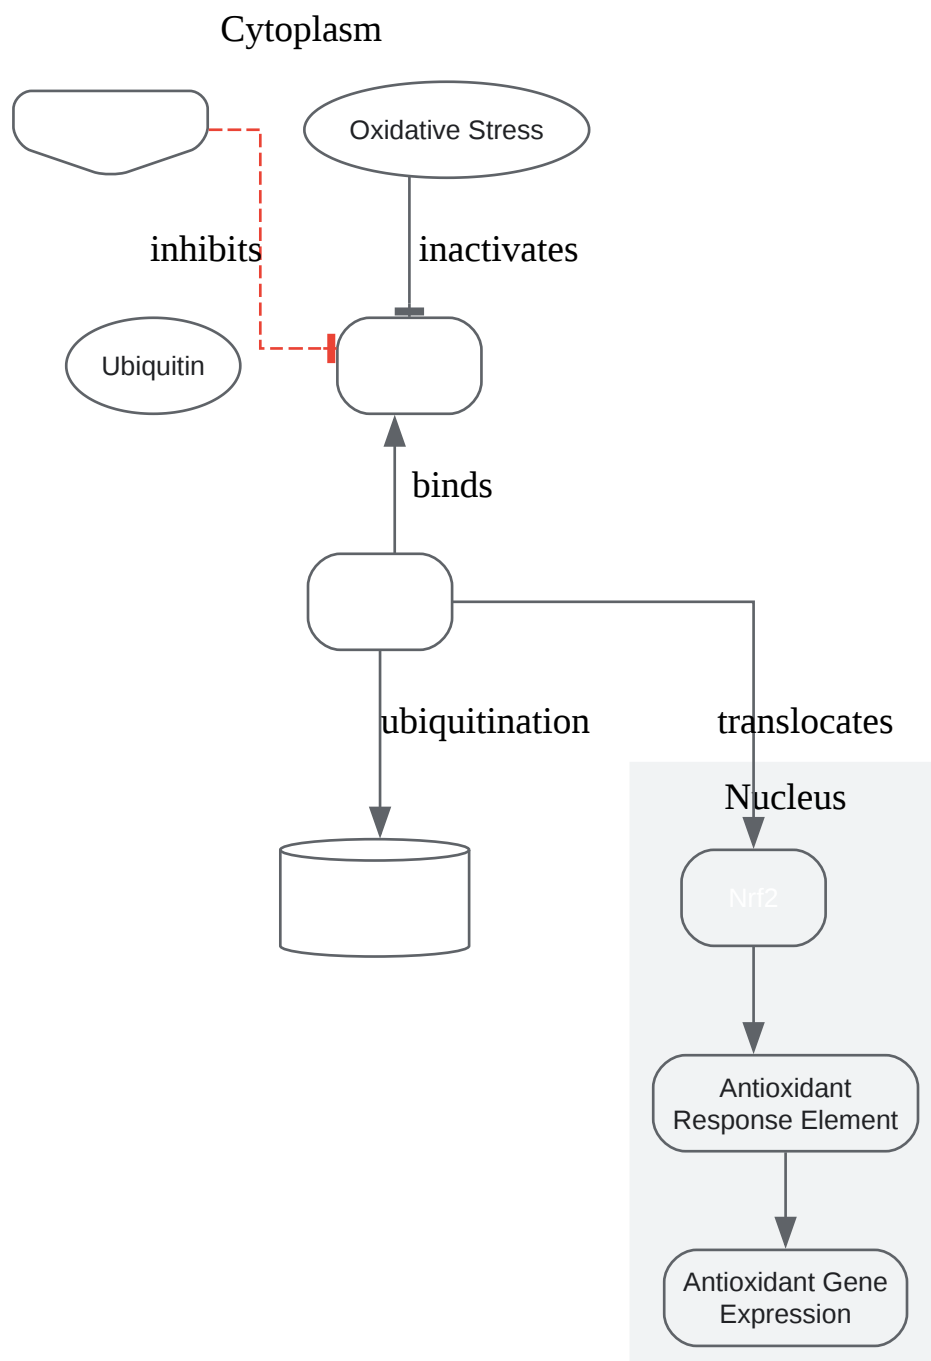 Cytoplasm
Oxidative Stress
inhibits
inactivates
Ubiquitin
binds
ubiquitination
translocates
Nucleus
Nrf2
Antioxidant
Response Element
Antioxidant Gene
Expression